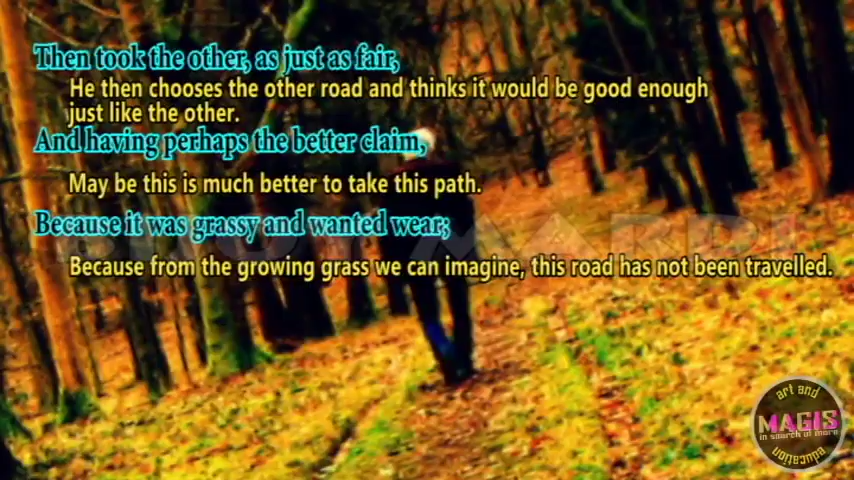 Then took the other, as just as fair,
He then chooses the other road and thinks it would be good enough
just like the other.
And having perhaps the better claim,
May be this is much better to take this path.
Because it was grassy and wanted wear;
Because from the growing grass we can imagine, this road has not been travelled.
art and
MAGIS
in search of more
education